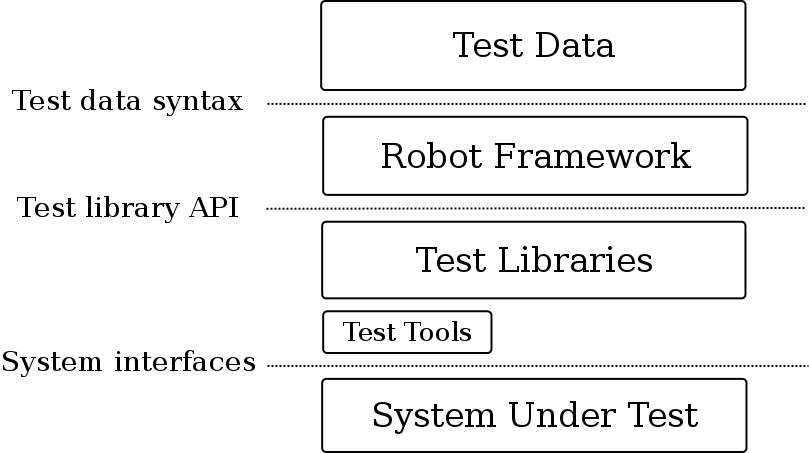 Test Data
Test data syntax
Robot Framework
Test library API
Test Libraries
Test Tools
System interfaces
System Under Test